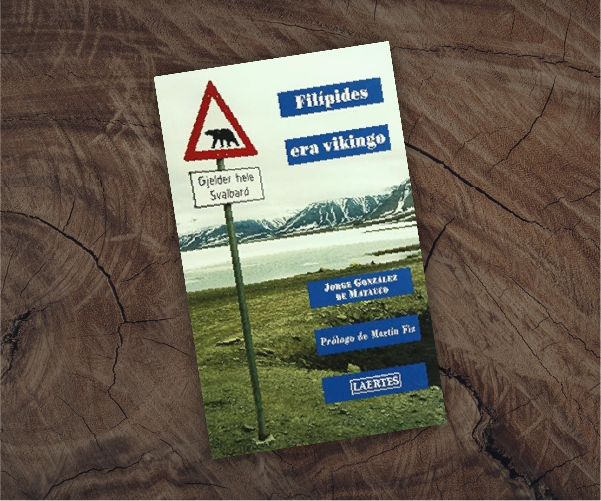 Filípides
era vikingo
Gjelder hele
Svalbard
JORGE GONZÁLEZ
DE MATAUCO
Prólogo de Martín Fiz
LAERTES